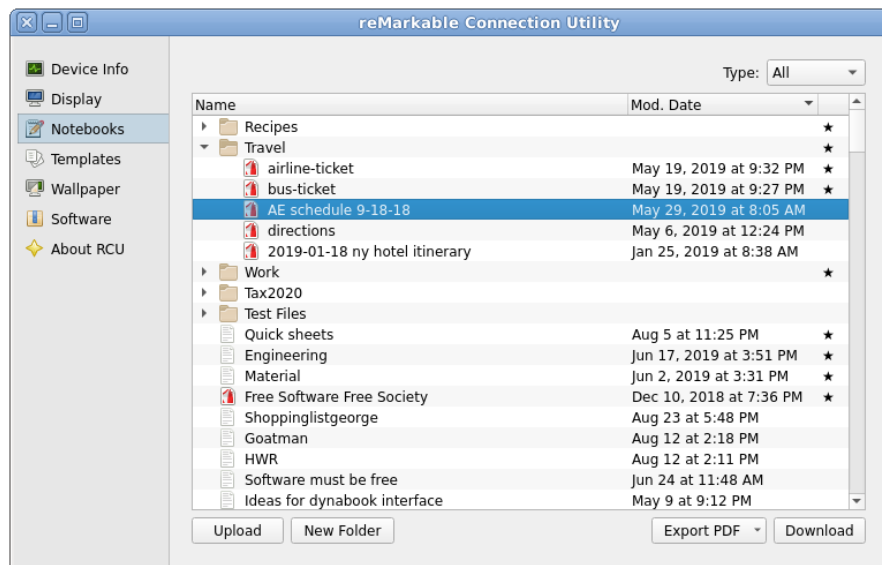 reMarkable Connection Utility
Device Info
Display
Notebooks
Templates
Wallpaper
Software
About RCU
Type: All
Name Mod. Date
Recipes ★
Travel ★
airline-ticket May 19, 2019 at 9:32 PM ★
bus-ticket May 19, 2019 at 9:27 PM ★
AE schedule 9-18-18 May 29, 2019 at 8:05 AM
directions May 6, 2019 at 12:24 PM
2019-01-18 ny hotel itinerary Jan 25, 2019 at 8:38 AM
Work ★
Tax2020
Test Files
Quick sheets Aug 5 at 11:25 PM ★
Engineering Jun 17, 2019 at 3:51 PM ★
Material Jun 2, 2019 at 3:31 PM ★
Free Software Free Society Dec 10, 2018 at 7:36 PM ★
Shoppinglistgeorge Aug 23 at 5:48 PM
Goatman Aug 12 at 2:18 PM
HWR Aug 12 at 2:11 PM
Software must be free Jun 24 at 11:48 AM
Ideas for dynabook interface May 9 at 9:12 PM
Upload New Folder Export PDF Download